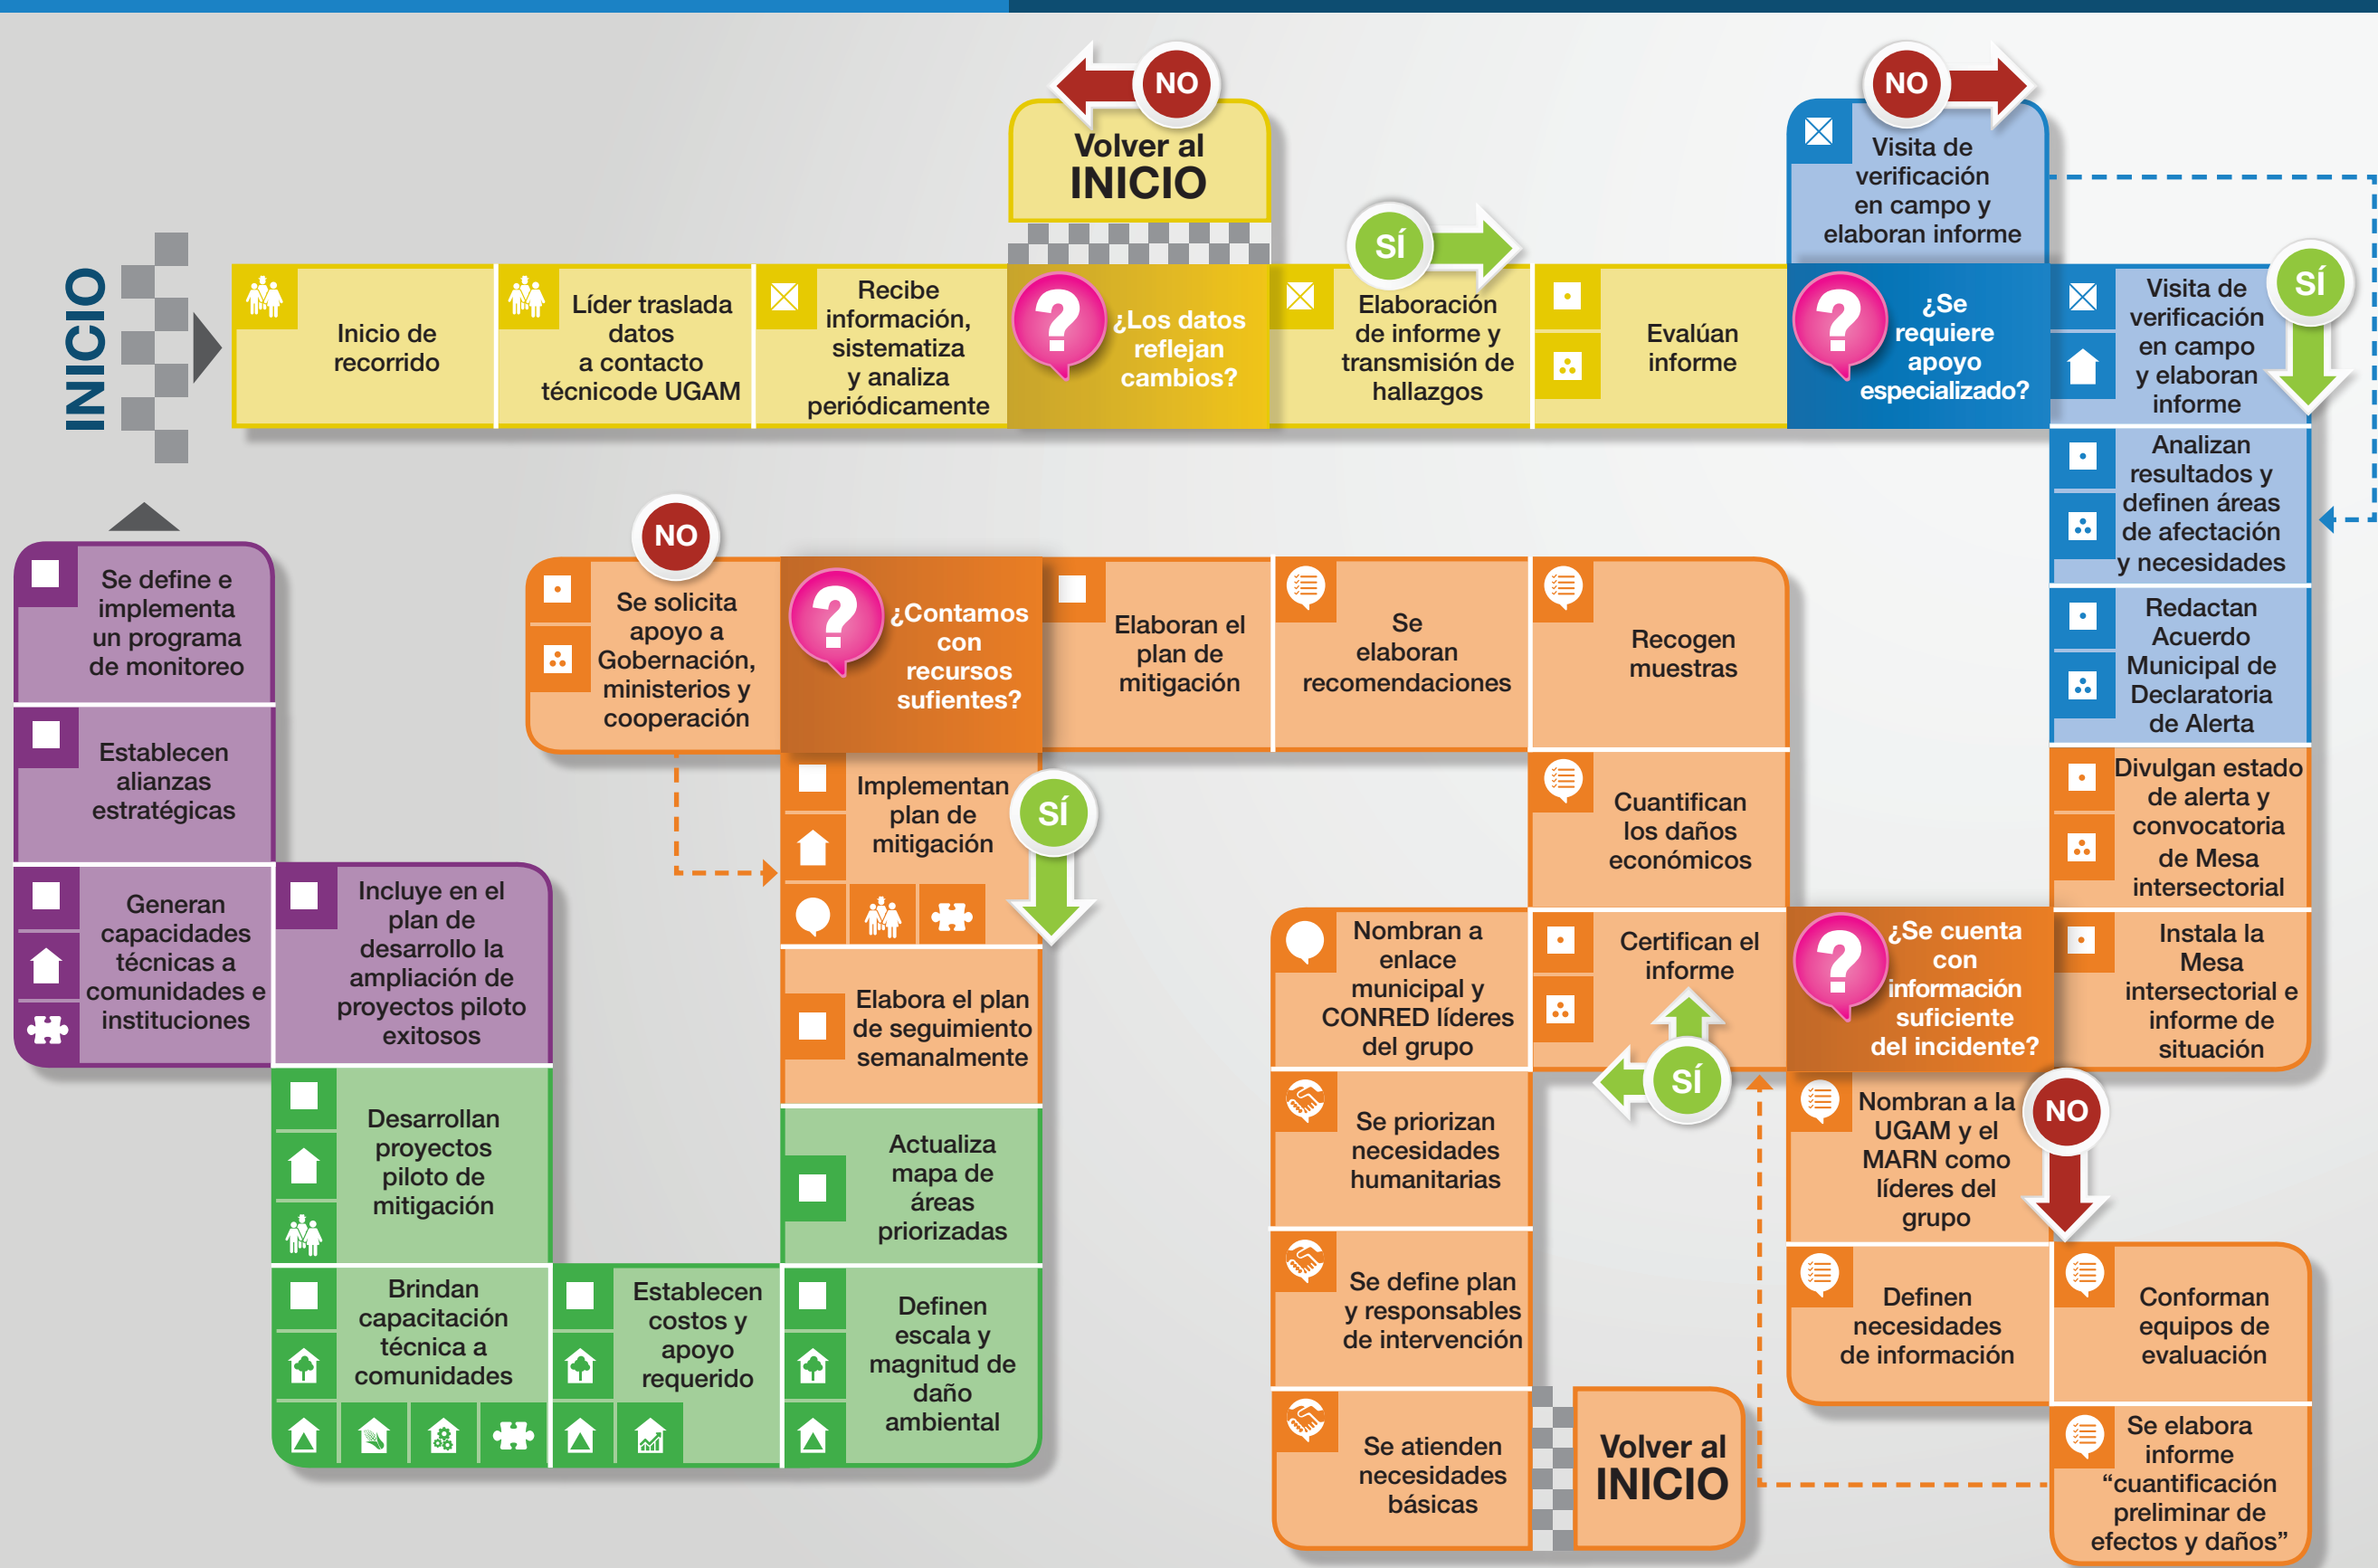 INICIO
Inicio de
recorrido
Líder traslada
datos
a contacto
técnicode UGAM
Recibe
información,
sistematiza
y analiza
periódicamente
?
¿Los datos
reflejan
cambios?
NO
Volver al
INICIO
SÍ
Elaboración
de informe y
transmisión de
hallazgos
Evalúan
informe
?
¿Se
requiere
apoyo
especializado?
NO
Visita de
verificación
en campo y
elaboran informe
SÍ
Visita de
verificación
en campo
y elaboran
informe
Analizan
resultados y
definen áreas
de afectación
y necesidades
Redactan
Acuerdo
Municipal de
Declaratoria
de Alerta
Divulgan estado
de alerta y
convocatoria
de Mesa
intersectorial
Instala la
Mesa
intersectorial e
informe de
situación
?
¿Se cuenta
con
información
suficiente
del incidente?
NO
Nombran a la
UGAM y el
MARN como
líderes del
grupo
Definen
necesidades
de información
Conforman
equipos de
evaluación
Se elabora
informe
“cuantificación
preliminar de
efectos y daños”
SÍ
Certifican el
informe
Nombran a
enlace
municipal y
CONRED líderes
del grupo
Se priorizan
necesidades
humanitarias
Se define plan
y responsables
de intervención
Se atienden
necesidades
básicas
Volver al
INICIO
Cuantifican
los daños
económicos
Recogen
muestras
Se
elaboran
recomendaciones
Elaboran el
plan de
mitigación
?
¿Contamos
con
recursos
sufientes?
NO
Se solicita
apoyo a
Gobernación,
ministerios y
cooperación
SÍ
Implementan
plan de
mitigación
Elabora el plan
de seguimiento
semanalmente
Actualiza
mapa de
áreas
priorizadas
Definen
escala y
magnitud de
daño
ambiental
Establecen
costos y
apoyo
requerido
Brindan
capacitación
técnica a
comunidades
Desarrollan
proyectos
piloto de
mitigación
Incluye en el
plan de
desarrollo la
ampliación de
proyectos piloto
exitosos
Generan
capacidades
técnicas a
comunidades e
instituciones
Establecen
alianzas
estratégicas
Se define e
implementa
un programa
de monitoreo